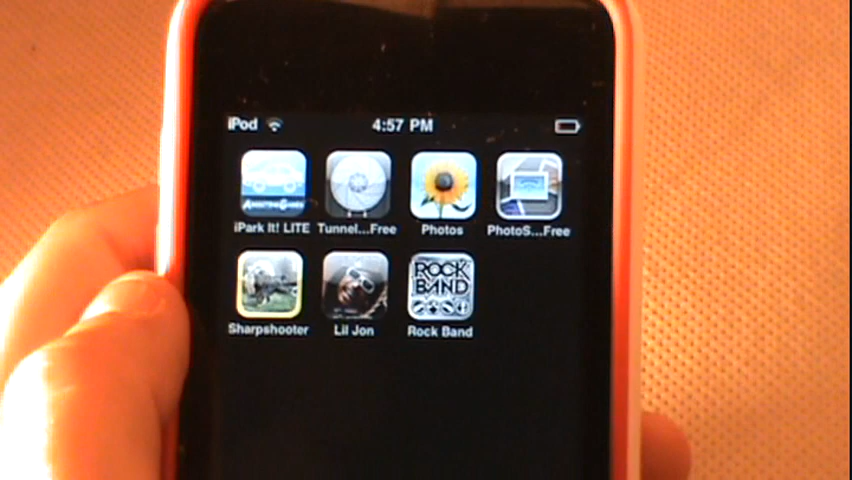 iPod 4:57 PM
AmazingGames
iPark It! LITE Tunnel...Free Photos PhotoS...Free
ROCK
BAND
Sharpshooter Lil Jon Rock Band